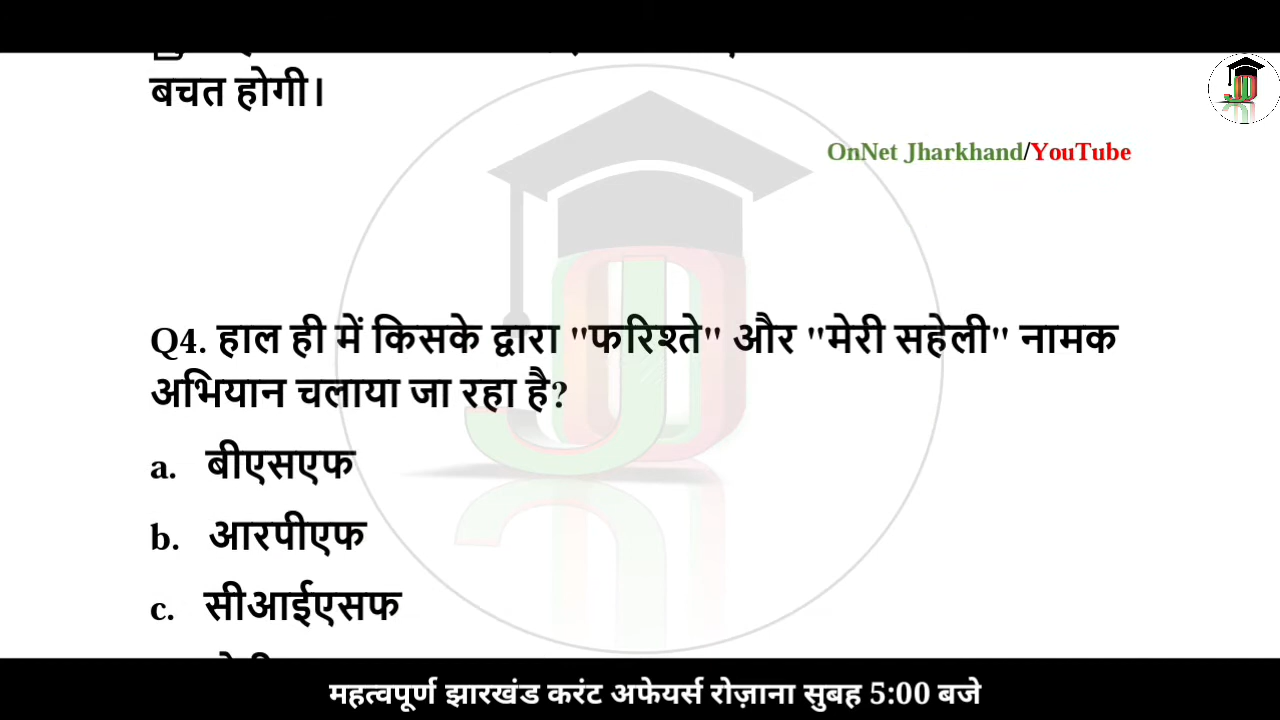 बचत होगी।
OnNet Jharkhand/YouTube
Q4. हाल ही में किसके द्वारा "फरिश्ते" और "मेरी सहेली" नामक
अभियान चलाया जा रहा है?
a. बीएसएफ
b. आरपीएफ
c. सीआईएसफ
महत्वपूर्ण झारखंड करंट अफेयर्स रोज़ाना सुबह 5:00 बजे